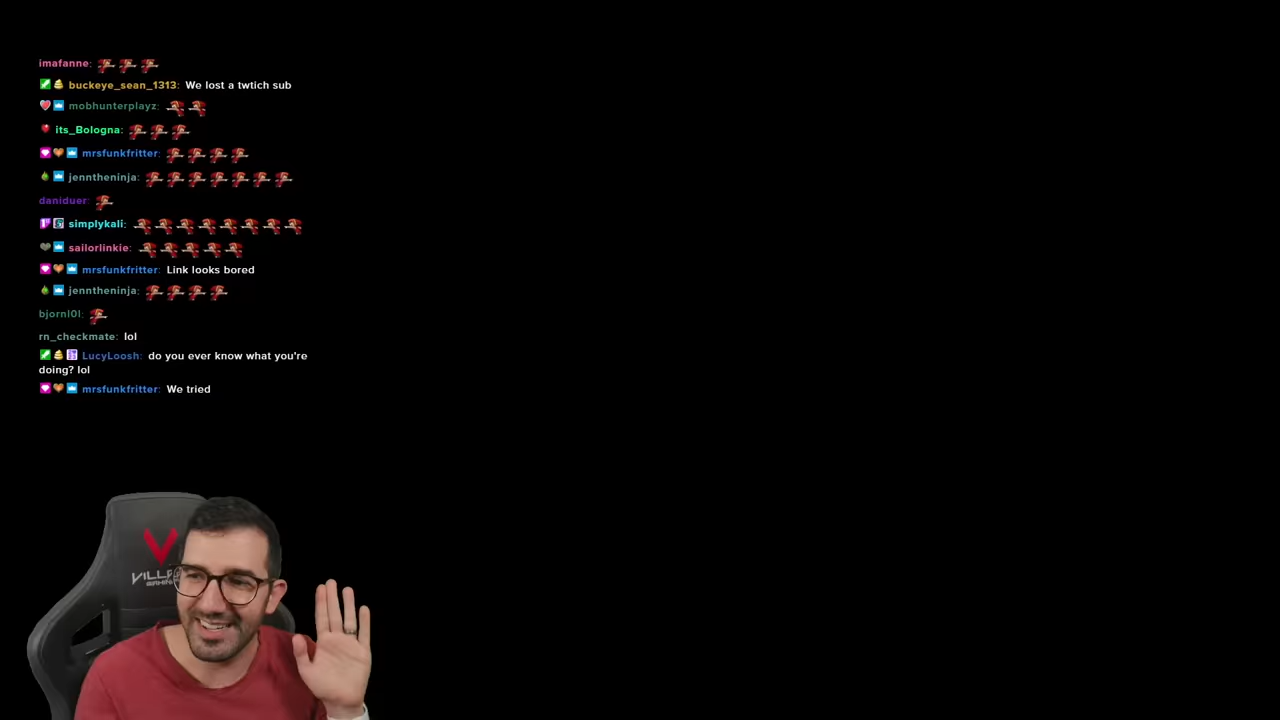 imafanne:
buckeye_sean_1313: We lost a twtich sub
mobhunterplayz:
its_Bologna:
mrsfunkfritter:
jenntheninja:
daniduer:
simplykali:
sailorlinkie:
mrsfunkfritter: Link looks bored
jenntheninja:
bjornl0l:
rn_checkmate: lol
LucyLoosh: do you ever know what you're
doing? lol
mrsfunkfritter: We tried